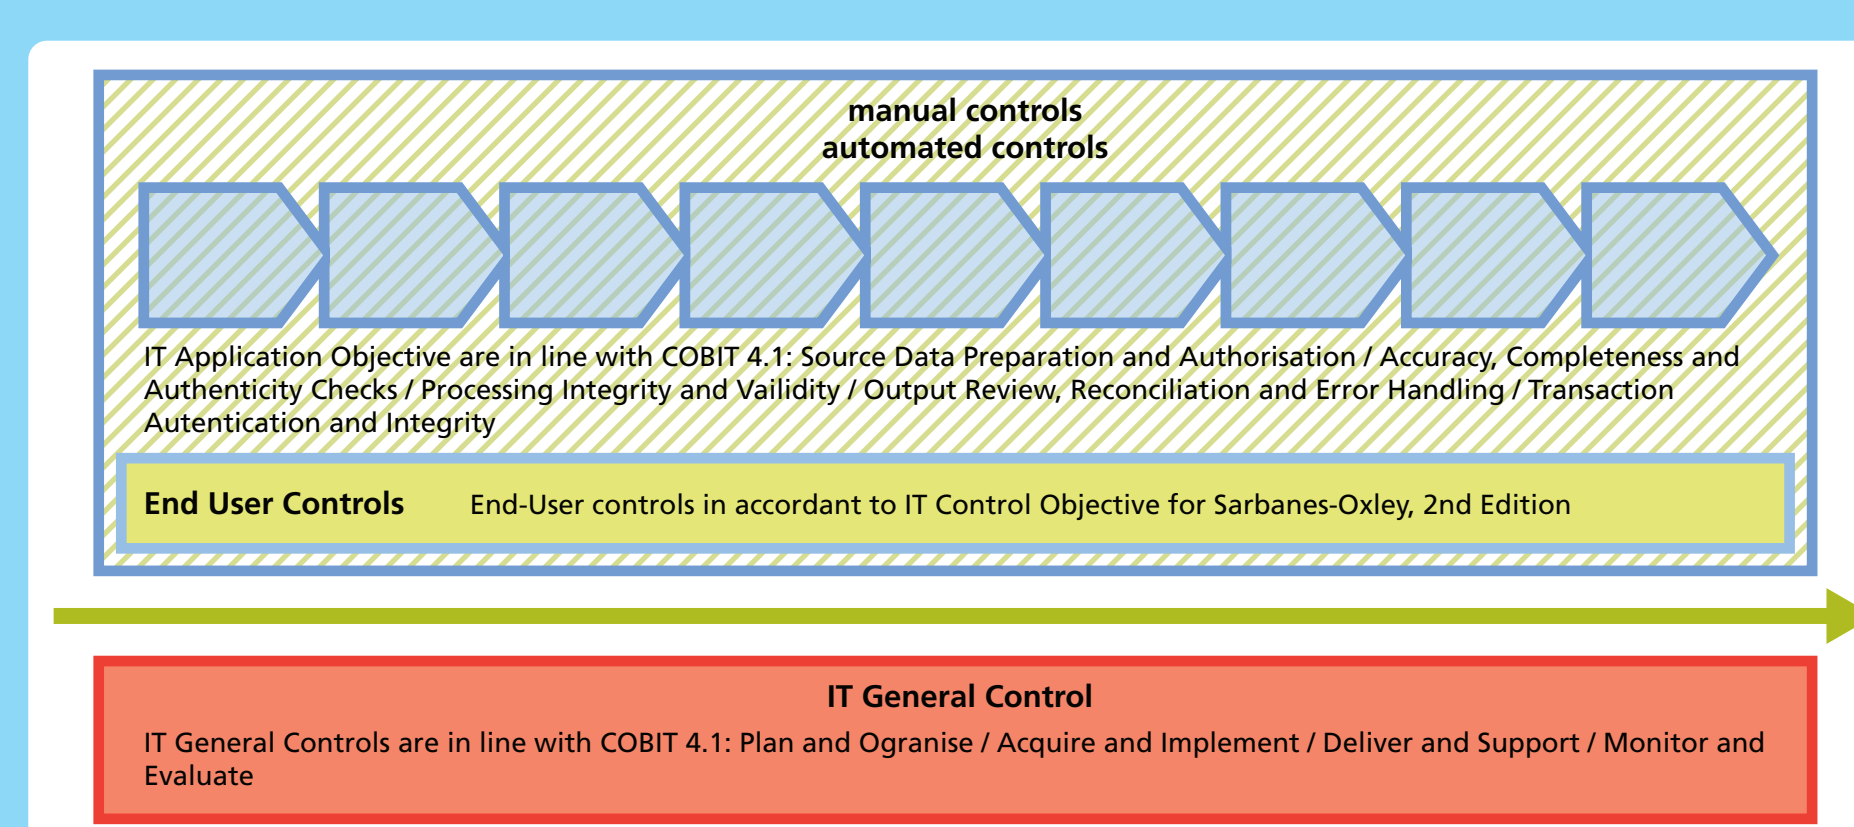 manual controls
automated controls
IT Application Objective are in line with COBIT 4.1: Source Data Preparation and Authorisation / Accuracy, Completeness and
Authenticity Checks / Processing Integrity and Vailidity / Output Review, Reconciliation and Error Handling / Transaction
Autentication and Integrity
End User Controls End-User controls in accordant to IT Control Objective for Sarbanes-Oxley, 2nd Edition
IT General Control
IT General Controls are in line with COBIT 4.1: Plan and Ogranise / Acquire and Implement / Deliver and Support / Monitor and
Evaluate